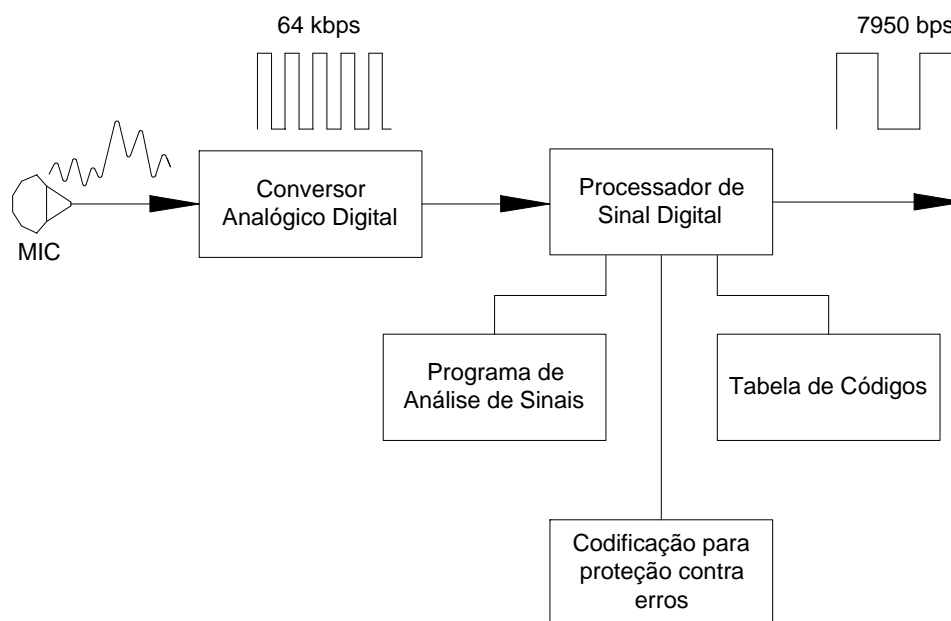 64 kbps
7950 bps
MIC
Conversor
Analógico Digital
Processador de
Sinal Digital
Programa de
Análise de Sinais
Tabela de Códigos
Codificação para
proteção contra
erros